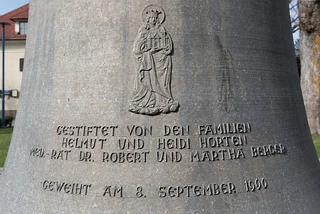 GESTIFTET VON DEN FAMILIEN
HELMUT UND HEIDI HORTEN
MED.-RAT DR. ROBERT UND MARTHA BERGER
GEWEIHT AM 8. SEPTEMBER 1990